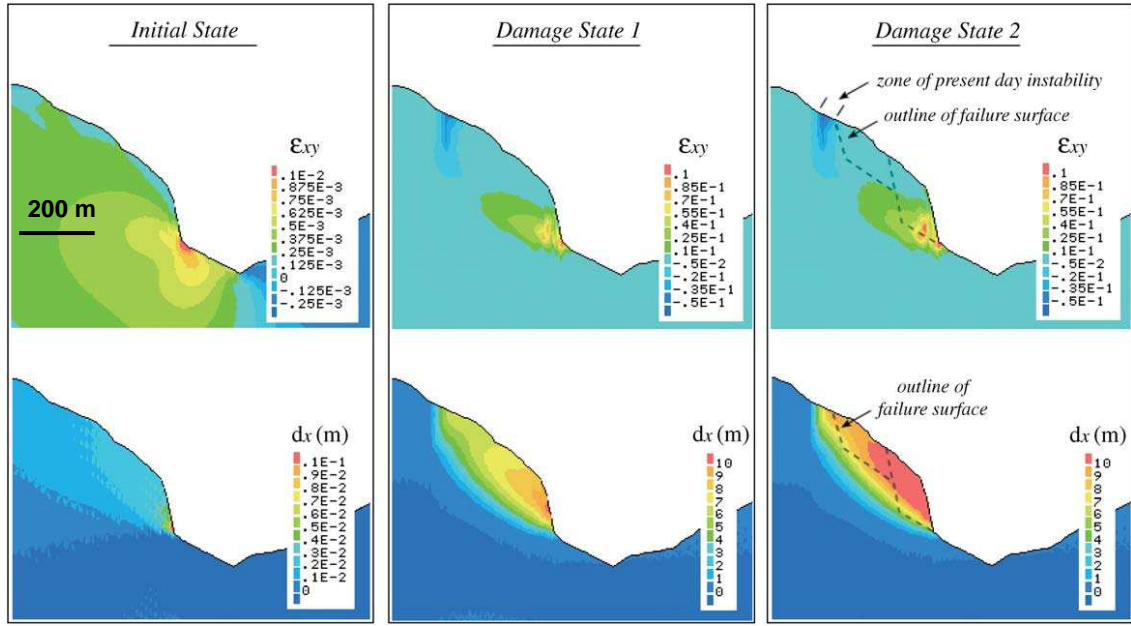 Initial State
εxy
.1E-2
.875E-3
.75E-3
.625E-3
.5E-3
.375E-3
.25E-3
.125E-3
0
-.125E-3
-.25E-3
200 m
dx (m)
.1E-1
.9E-2
.8E-2
.7E-2
.6E-2
.5E-2
.4E-2
.3E-2
.2E-2
.1E-2
0
Damage State 1
εxy
.1
.85E-1
.7E-1
.55E-1
.4E-1
.25E-1
.1E-1
-.5E-2
-.2E-1
-.35E-1
-.5E-1
dx (m)
10
9
8
7
6
5
4
3
2
1
0
Damage State 2
zone of present day instability
outline of failure surface
εxy
.1
.85E-1
.7E-1
.55E-1
.4E-1
.25E-1
.1E-1
-.5E-2
-.2E-1
-.35E-1
-.5E-1
outline of
failure surface
dx (m)
10
9
8
7
6
5
4
3
2
1
0